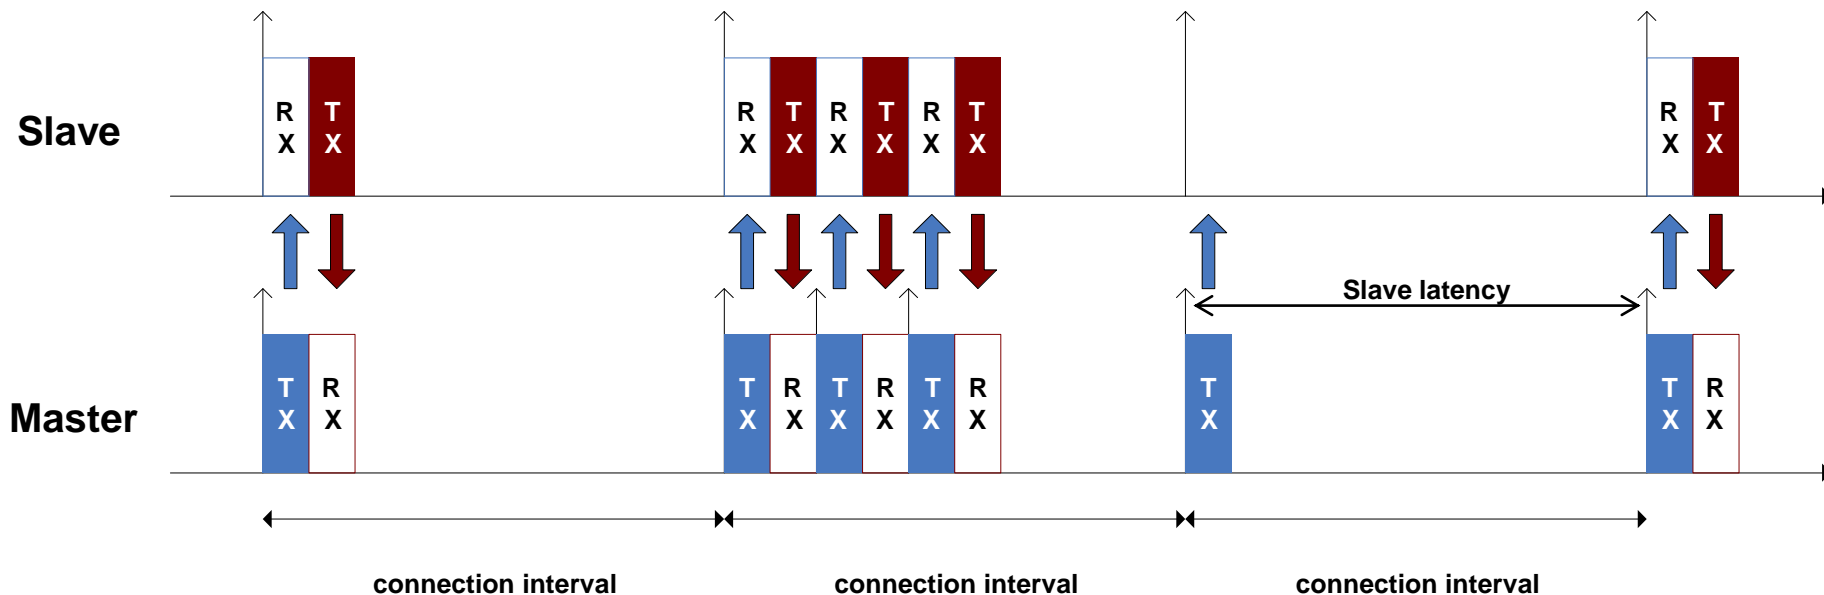 R T R T R T R T R T
X X X X X X X X X X
Slave
Slave latency
T R T R T R T R T T R
X X X X X X X X X X X
Master
connection interval connection interval connection interval